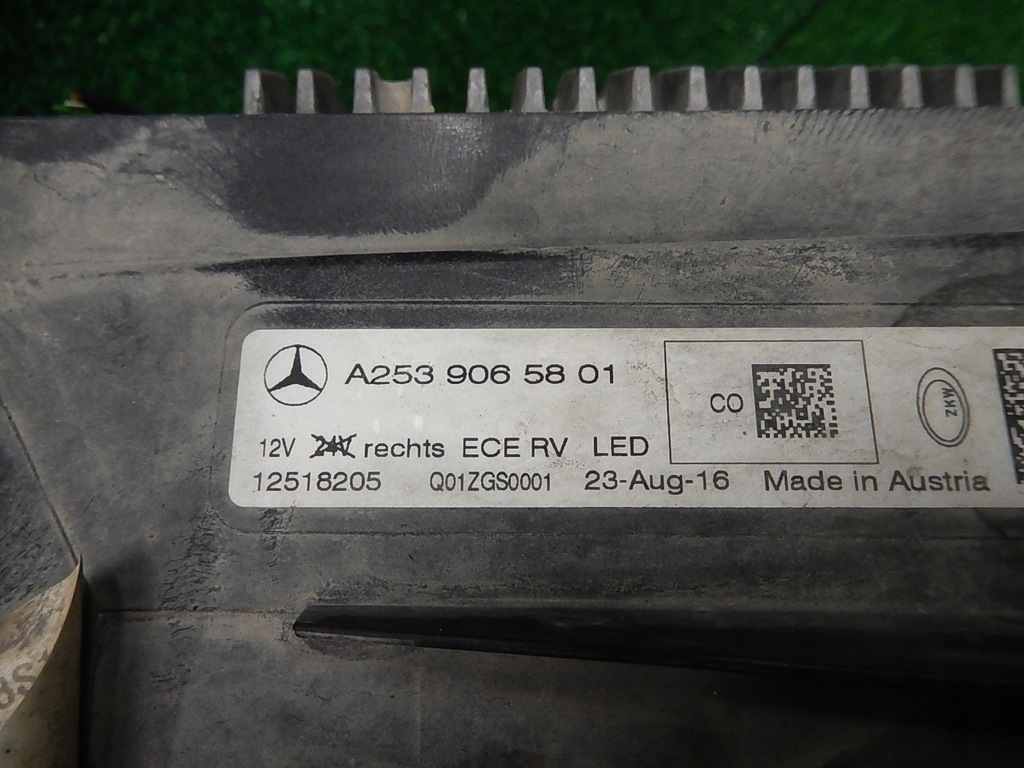 A253 906 58 01
CO
ZKW
12V 24V rechts ECE RV LED
12518205 Q01ZGS0001 23-Aug-16 Made in Austria